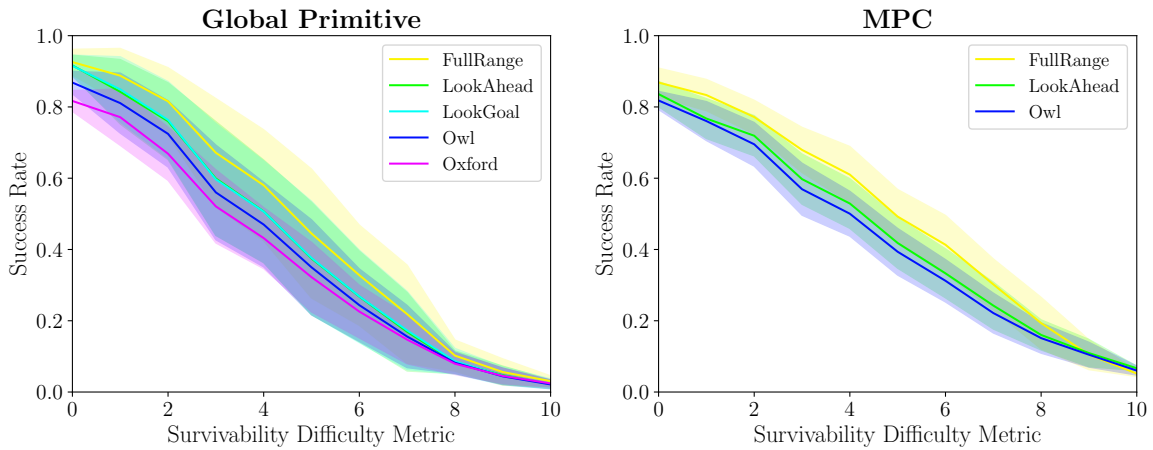 Global Primitive
1.0
0.8
0.6
0.4
0.2
0.0
Success Rate
0
2
4
6
8
10
Survivability Difficulty Metric
FullRange
LookAhead
LookGoal
Owl
Oxford
MPC
1.0
0.8
0.6
0.4
0.2
0.0
Success Rate
0
2
4
6
8
10
Survivability Difficulty Metric
FullRange
LookAhead
Owl